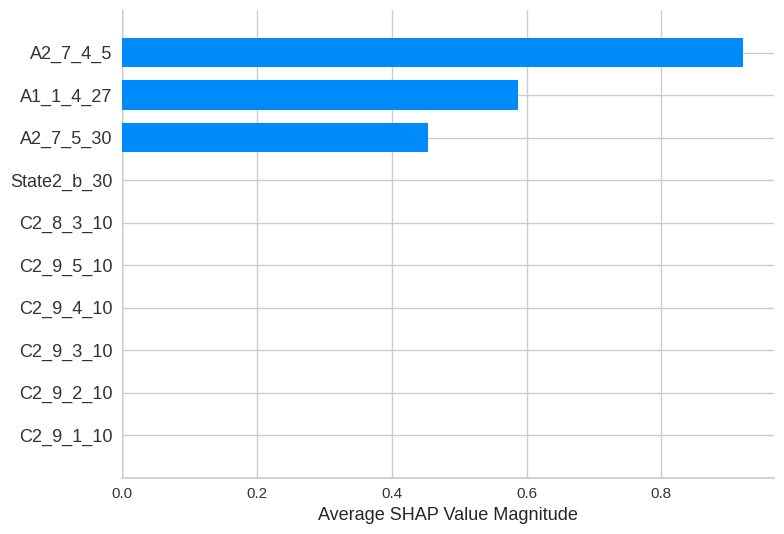 A2_7_4_5
A1_1_4_27
A2_7_5_30
State2_b_30
C2_8_3_10
C2_9_5_10
C2_9_4_10
C2_9_3_10
C2_9_2_10
C2_9_1_10
0.0 0.2 0.4 0.6 0.8
Average SHAP Value Magnitude